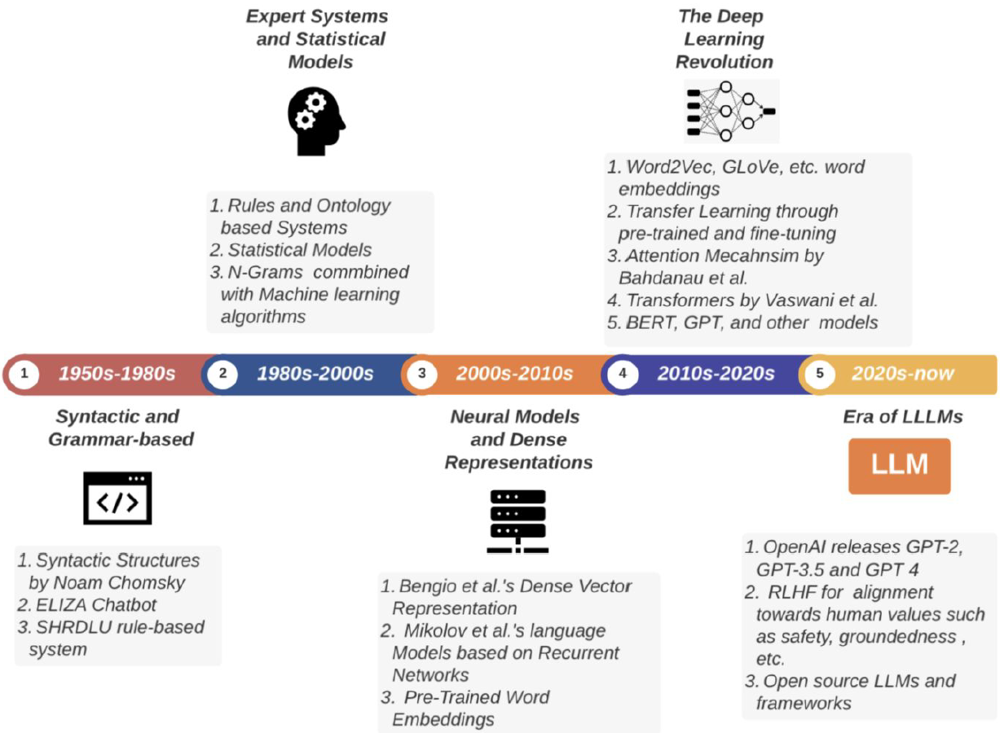 Expert Systems
and Statistical
Models
The Deep
Learning
Revolution
1. Rules and Ontology
based Systems
2. Statistical Models
3. N-Grams commbined
with Machine learning
algorithms
1. Word2Vec, GLoVe, etc. word
embeddings
2. Transfer Learning through
pre-trained and fine-tuning
3. Attention Mecahnsim by
Bahdanau et al.
4. Transformers by Vaswani et al.
5. BERT, GPT, and other models
1 1950s-1980s 2 1980s-2000s 3 2000s-2010s 4 2010s-2020s 5 2020s-now
Syntactic and
Grammar-based
Neural Models
and Dense
Representations
Era of LLLMs
LLM
</>
1. Syntactic Structures
by Noam Chomsky
2. ELIZA Chatbot
3. SHRDLU rule-based
system
1. Bengio et al.'s Dense Vector
Representation
2. Mikolov et al.'s language
Models based on Recurrent
Networks
3. Pre-Trained Word
Embeddings
1. OpenAI releases GPT-2,
GPT-3.5 and GPT 4
2. RLHF for alignment
towards human values such
as safety, groundedness ,
etc.
3. Open source LLMs and
frameworks